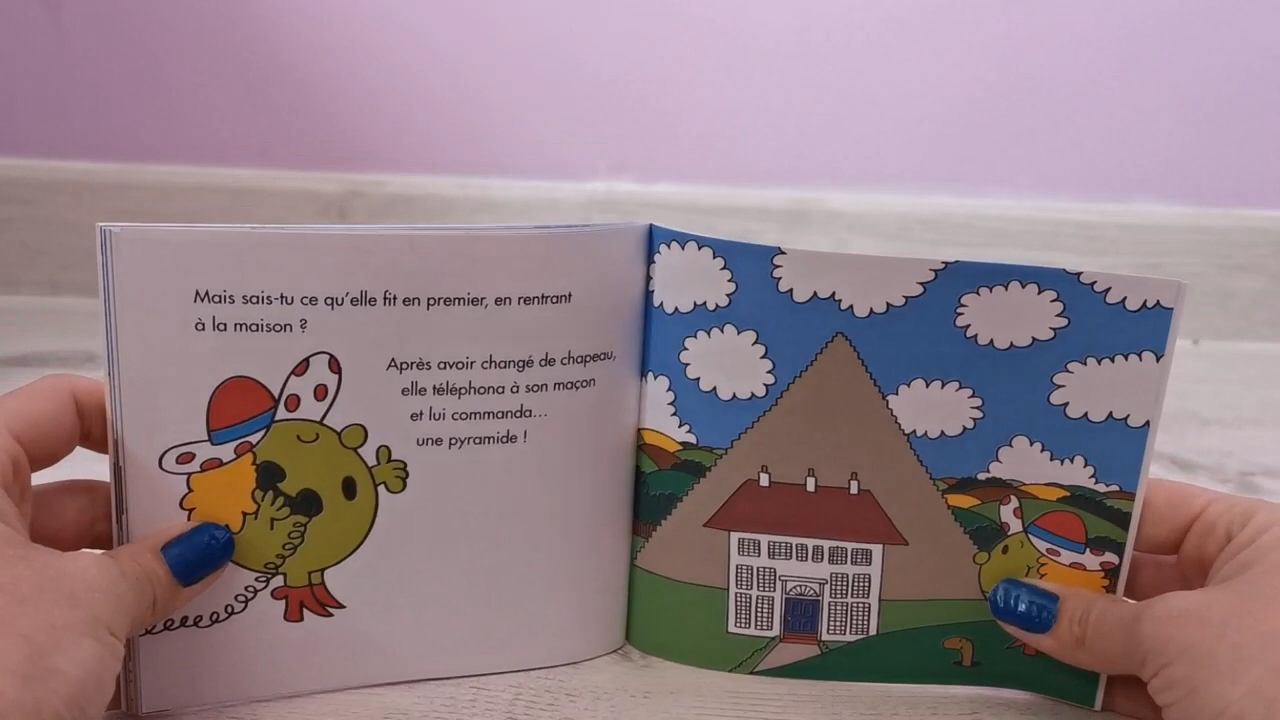 Mais sais-tu ce qu'elle fit en premier, en rentrant
à la maison ?
Après avoir changé de chapeau,
elle téléphona à son maçon
et lui commanda...
une pyramide !